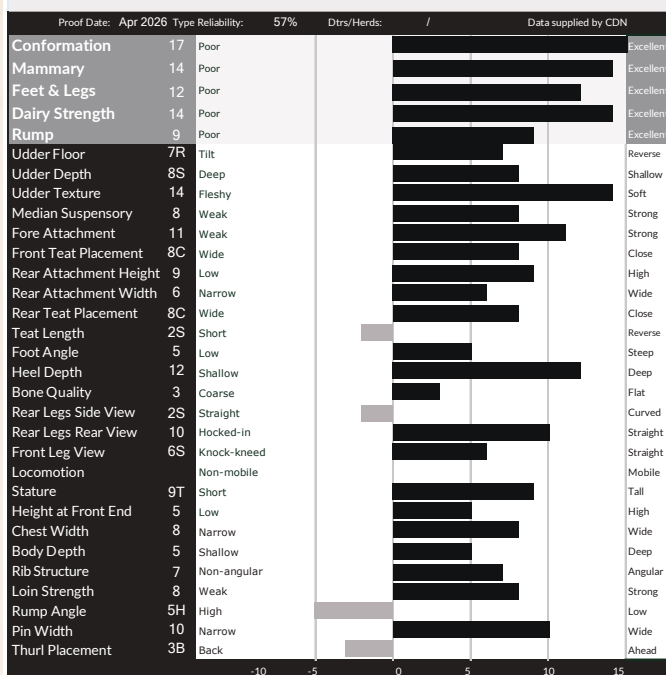 Proof Date: Apr 2026 Type Reliability: 57% Dtrs/Herds: / Data supplied by CDN
Conformation 17 Poor Excellen
Mammary 14 Poor Excellen
Feet & Legs 12 Poor Excellen
Dairy Strength 14 Poor Excellen
Rump 9 Poor Excellen
Udder Floor 7R Tilt Reverse
Udder Depth 8S Deep Shallow
Udder Texture 14 Fleshy Soft
Median Suspensory 8 Weak Strong
Fore Attachment 11 Weak Strong
Front Teat Placement 8C Wide Close
Rear Attachment Height 9 Low High
Rear Attachment Width 6 Narrow Wide
Rear Teat Placement 8C Wide Close
Teat Length 2S Short Reverse
Foot Angle 5 Low Steep
Heel Depth 12 Shallow Deep
Bone Quality 3 Coarse Flat
Rear Legs Side View 2S Straight Curved
Rear Legs Rear View 10 Hocked-in Straight
Front Leg View 6S Knock-kneed Straight
Locomotion Non-mobile Mobile
Stature 9T Short Tall
Height at Front End 5 Low High
Chest Width 8 Narrow Wide
Body Depth 5 Shallow Deep
Rib Structure 7 Non-angular Angular
Loin Strength 8 Weak Strong
Rump Angle 5H High Low
Pin Width 10 Narrow Wide
Thurl Placement 3B Back Ahead
-10 -5 0 5 10 15